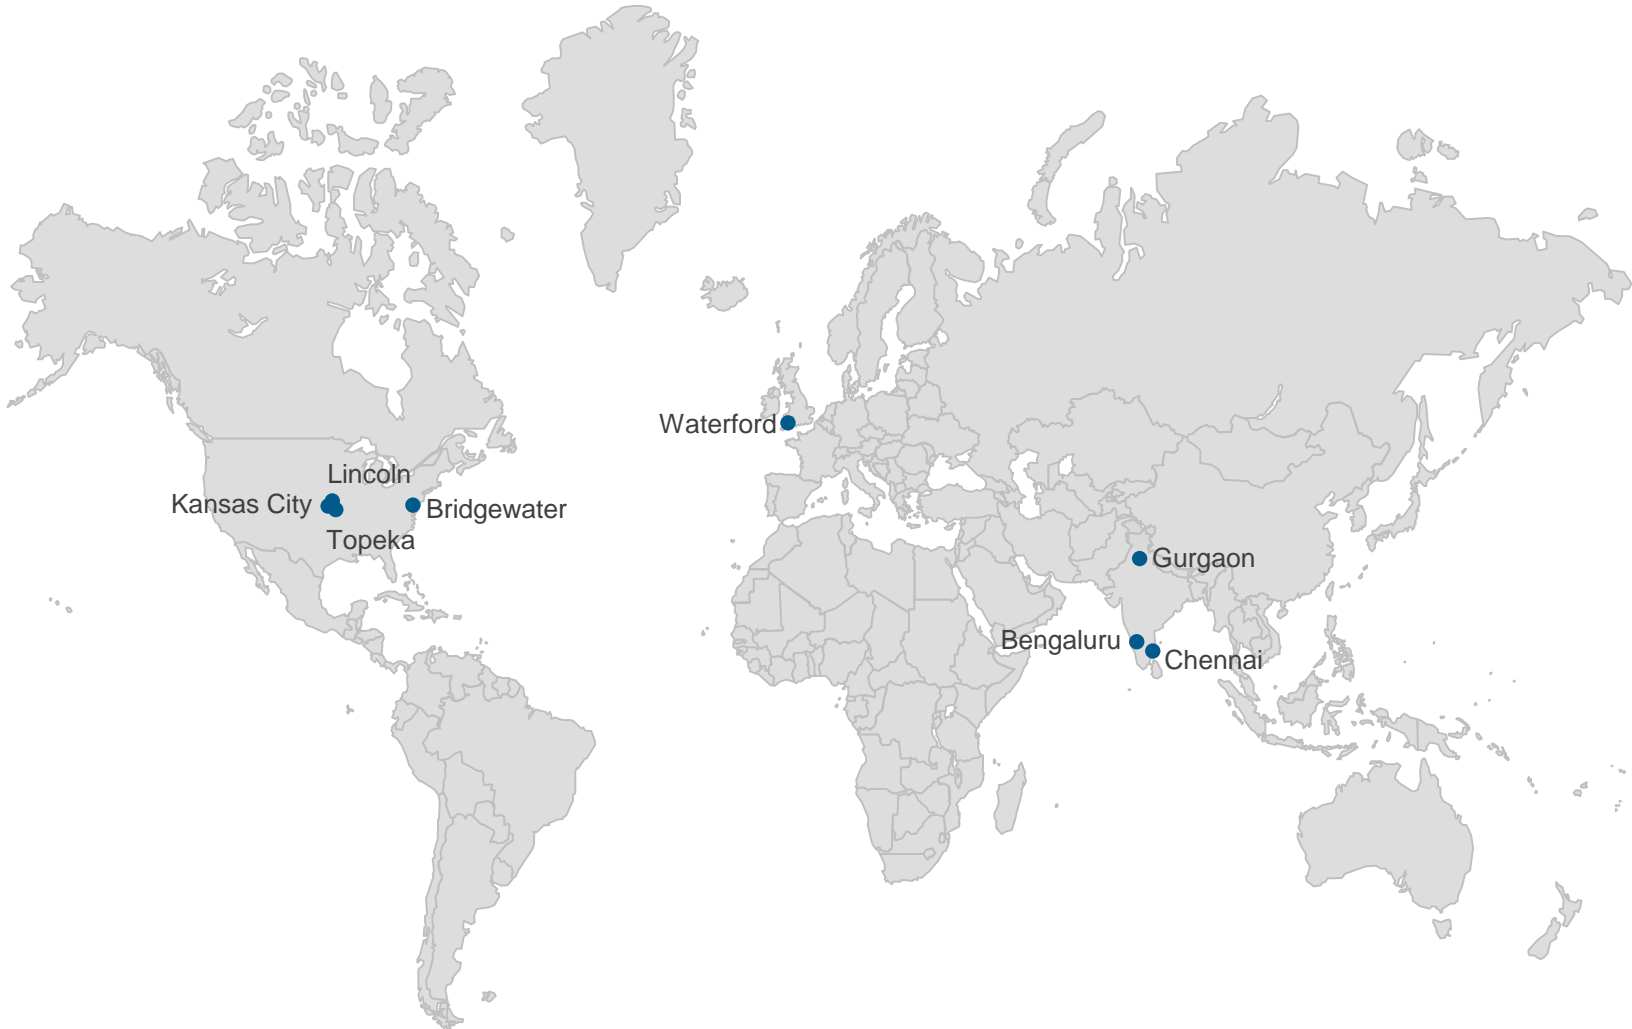 Waterford
Lincoln
Kansas City
Bridgewater
Topeka
Gurgaon
Bengaluru
Chennai